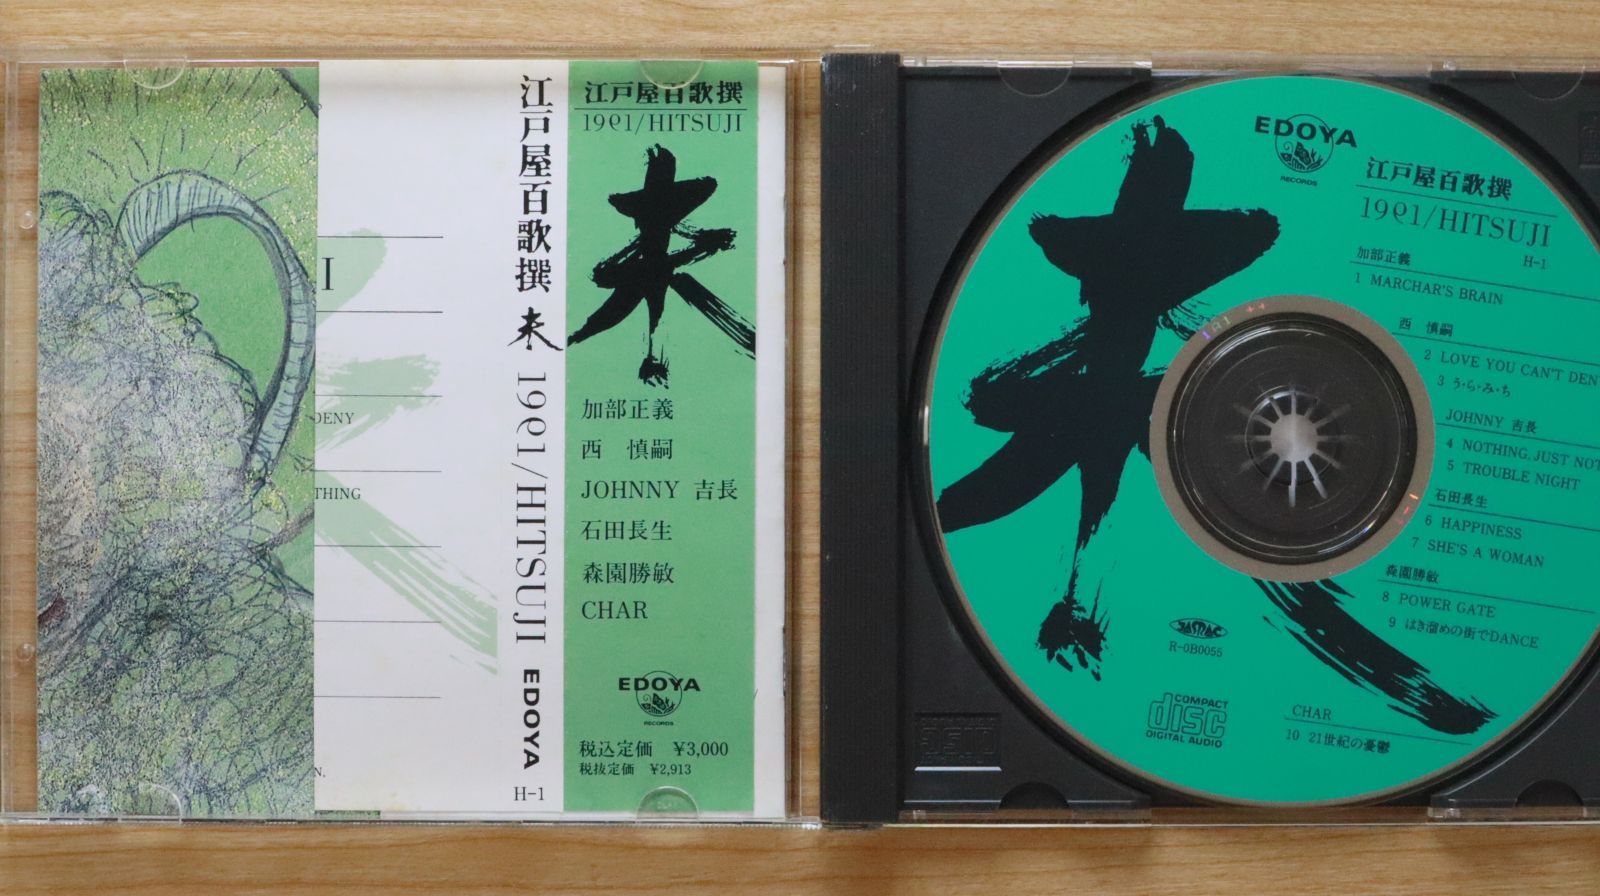 I
DENY
THING
N.
江戸屋百歌撰 未 1991/HITSUJI EDOYA
H-1
江戸屋百歌撰
1991/HITSUJI
未
加部正義
西 慎嗣
JOHNNY 吉長
石田長生
森園勝敏
CHAR
EDOYA
RECORDS
税込定価 ¥3,000
税抜定価 ¥2,913
未
EDOYA
RECORDS
江戸屋百歌撰
1991/HITSUJI
H-1
加部正義
1 MARCHAR'S BRAIN
西 慎嗣
2 LOVE YOU CAN'T DENY
3 う・ら・み・ち
JOHNNY 吉長
4 NOTHING, JUST NOT
5 TROUBLE NIGHT
石田長生
6 HAPPINESS
7 SHE'S A WOMAN
森園勝敏
8 POWER GATE
9 はき溜めの街でDANCE
JASRAC
R-0B0055
COMPACT
disc
DIGITAL AUDIO
CHAR
10 21世紀の憂鬱